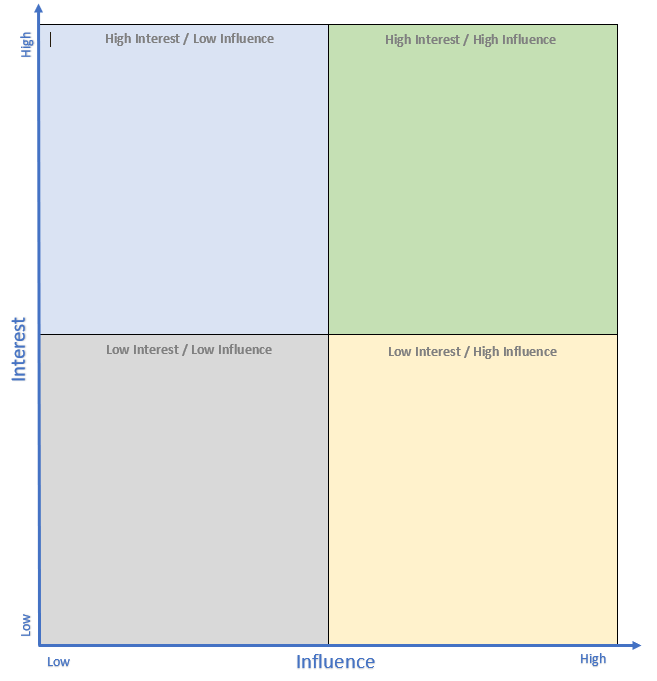 High
High Interest / Low Influence
High Interest / High Influence
Interest
Low Interest / Low Influence
Low Interest / High Influence
Low
Low
Influence
High